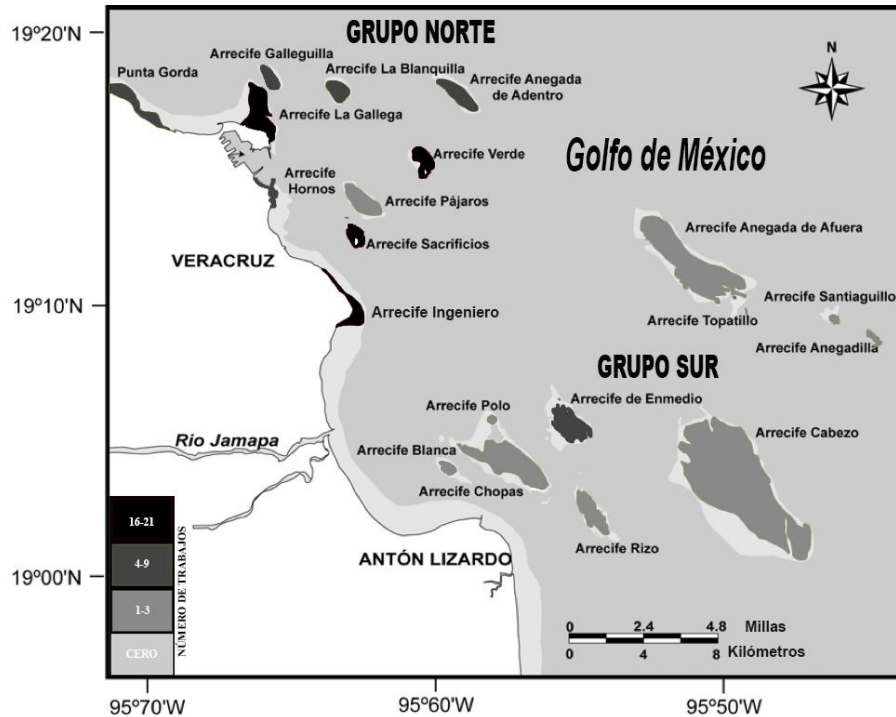 19º20'N
GRUPO NORTE
Arrecife Galleguilla
Punta Gorda
Arrecife La Blanquilla
Arrecife Anegada
de Adentro
N
Arrecife La Gallega
Arrecife Verde
Golfo de México
Arrecife
Hornos
Arrecife Pájaros
Arrecife Anegada de Afuera
Arrecife Sacrificios
VERACRUZ
Arrecife Santiaguillo
19º10'N
Arrecife Ingeniero
Arrecife Topatillo
Arrecife Anegadilla
GRUPO SUR
Arrecife de Enmedio
Arrecife Polo
Arrecife Cabezo
Rio Jamapa
Arrecife Blanca
Arrecife Chopas
16-21
4-9
1-3
CERO
NÚMERO DE TRABAJOS
Arrecife Rizo
ANTÓN LIZARDO
19º00'N
0 2.4 4.8 Millas
0 4 8 Kilómetros
95º70'W 95º60'W 95º50'W